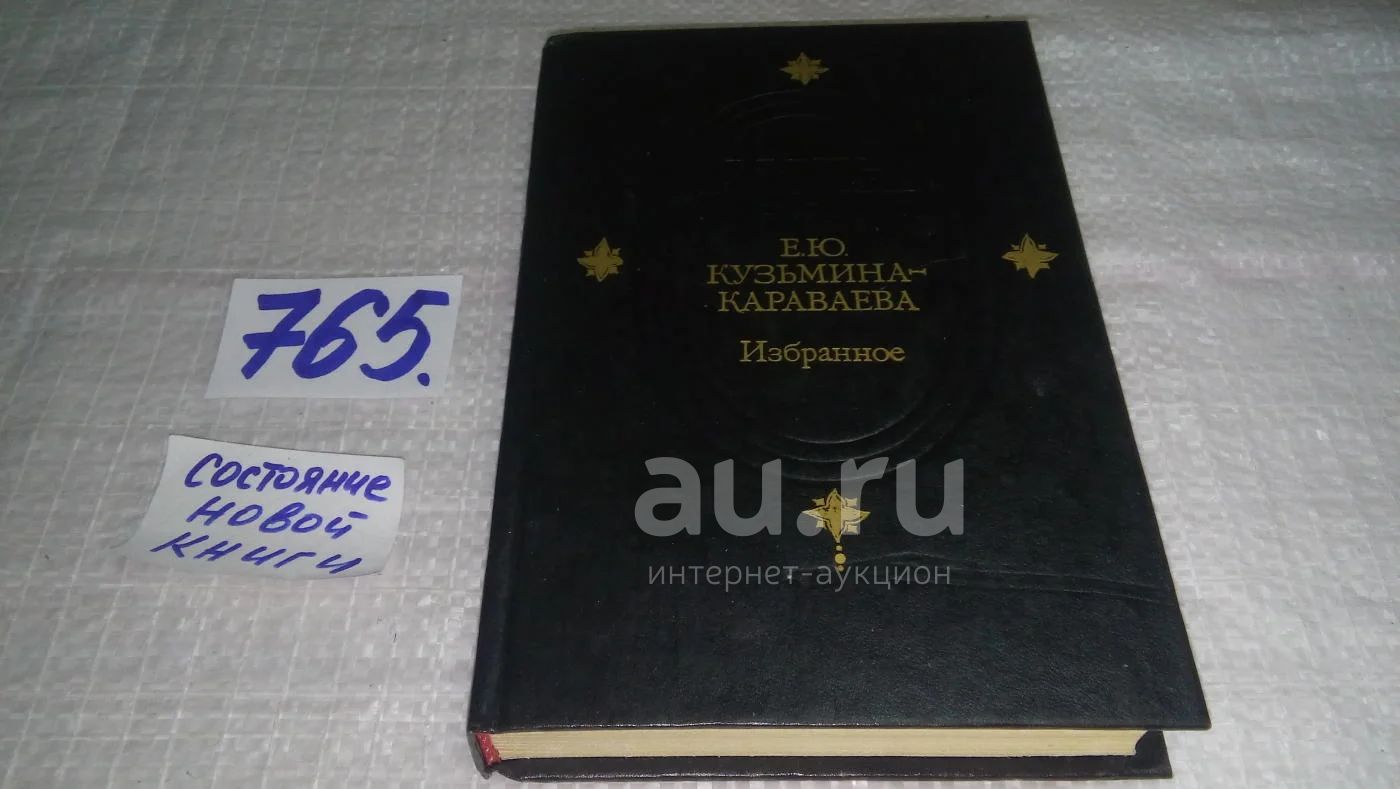 Е.Ю.
КУЗЬМИНА-
КАРАВАЕВА
Избранное
765.
состояние
новой
книги
au.ru
интернет-аукцион